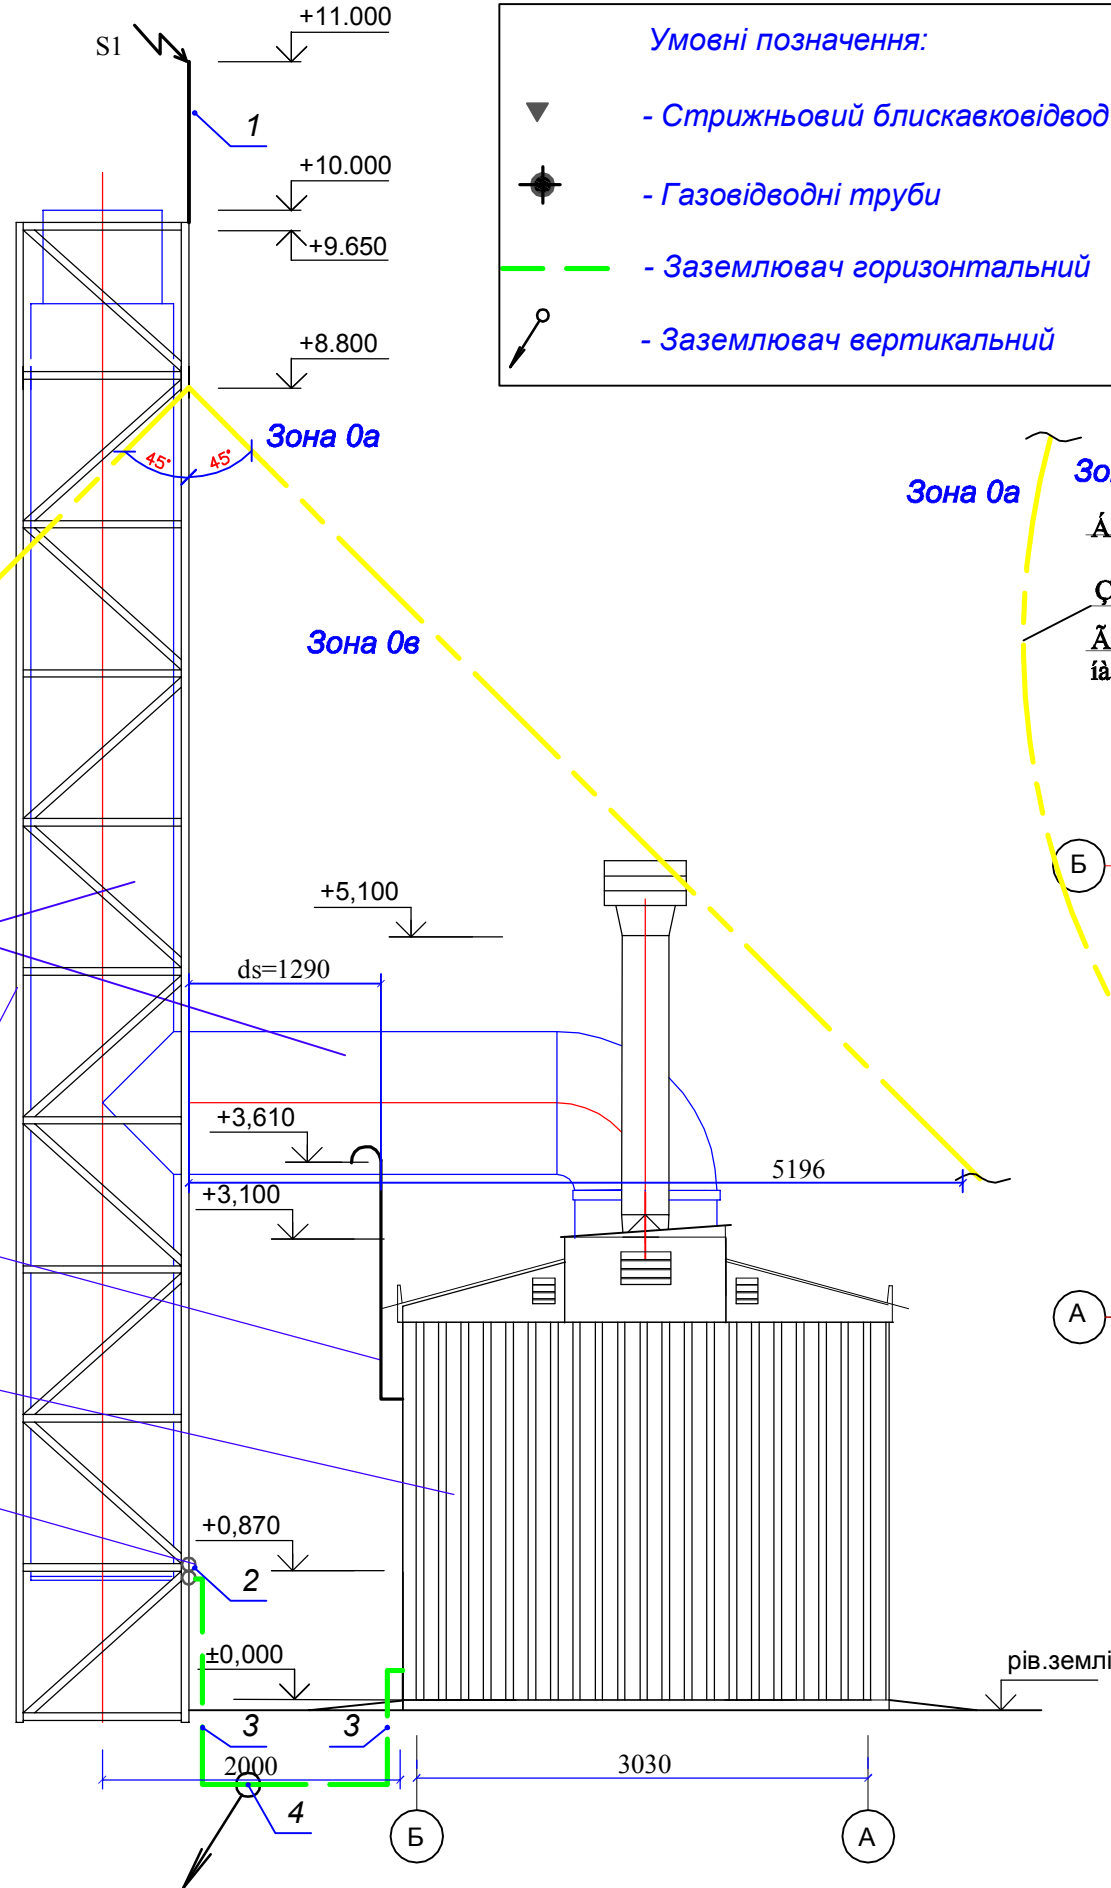 +11.000
S1
Умовні позначення:
1
- Стрижньовий блискавковідвод
+10.000
- Газовідводні труби
+9.650
- Заземлювач горизонтальний
+8.800
- Заземлювач вертикальний
Зона 0а
45°
45°
Зона 0а
Зо
Á
Ç
Ã
íà
Зона 0в
Б
+5,100
ds=1290
+3,610
5196
+3,100
А
+0,870
2
±0,000
рів.землі
3
3
2000
3030
4
Б
А